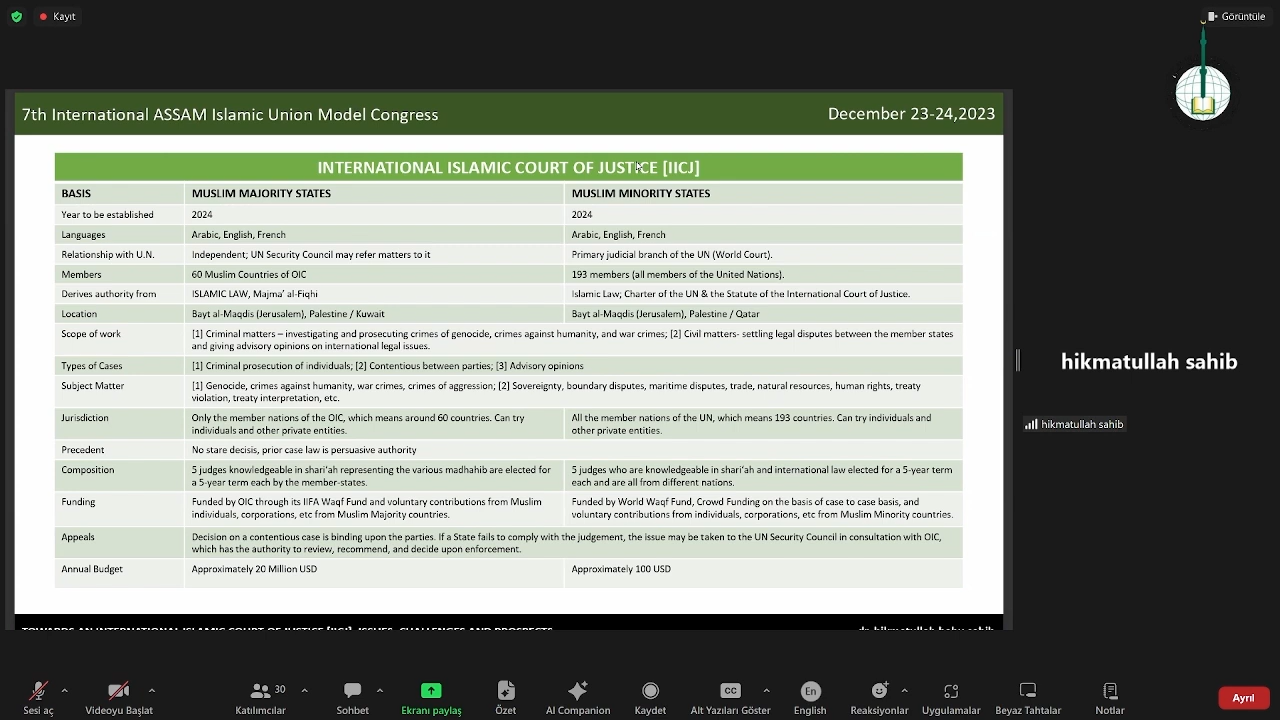 Kayıt
Görüntüle
7th International ASSAM Islamic Union Model Congress
December 23-24,2023
INTERNATIONAL ISLAMIC COURT OF JUSTICE [IICJ]
BASIS
MUSLIM MAJORITY STATES
MUSLIM MINORITY STATES
Year to be established
2024
2024
Languages
Arabic, English, French
Arabic, English, French
Relationship with U.N.
Independent; UN Security Council may refer matters to it
Primary judicial branch of the UN (World Court).
Members
60 Muslim Countries of OIC
193 members (all members of the United Nations).
Derives authority from
ISLAMIC LAW, Majma' al-Fiqhi
Islamic Law; Charter of the UN & the Statute of the International Court of Justice.
Location
Bayt al-Maqdis (Jerusalem), Palestine / Kuwait
Bayt al-Maqdis (Jerusalem), Palestine / Qatar
Scope of work
[1] Criminal matters – investigating and prosecuting crimes of genocide, crimes against humanity, and war crimes; [2] Civil matters- settling legal disputes between the member states
and giving advisory opinions on international legal issues.
Types of Cases
[1] Criminal prosecution of individuals; [2] Contentious between parties; [3] Advisory opinions
Subject Matter
[1] Genocide, crimes against humanity, war crimes, crimes of aggression; [2] Sovereignty, boundary disputes, maritime disputes, trade, natural resources, human rights, treaty
violation, treaty interpretation, etc.
Jurisdiction
Only the member nations of the OIC, which means around 60 countries. Can try
individuals and other private entities.
All the member nations of the UN, which means 193 countries. Can try individuals and
other private entities.
Precedent
No stare decisis, prior case law is persuasive authority
Composition
5 judges knowledgeable in shari'ah representing the various madhahib are elected for
a 5-year term each by the member-states.
5 judges who are knowledgeable in shari'ah and international law elected for a 5-year term
each and are all from different nations.
Funding
Funded by OIC through its IIFA Waqf Fund and voluntary contributions from Muslim
individuals, corporations, etc from Muslim Majority countries.
Funded by World Waqf Fund, Crowd Funding on the basis of case to case basis, and
voluntary contributions from individuals, corporations, etc from Muslim Minority countries.
Appeals
Decision on a contentious case is binding upon the parties. If a State fails to comply with the judgement, the issue may be taken to the UN Security Council in consultation with OIC,
which has the authority to review, recommend, and decide upon enforcement.
Annual Budget
Approximately 20 Million USD
Approximately 100 USD
TOWARDS AN INTERNATIONAL ISLAMIC COURT OF JUSTICE [IICJ]: ISSUES, CHALLENGES AND PROSPECTS
dr. hikmatullah babu sahib
hikmatullah sahib
hikmatullah sahib
Sesi aç
Videoyu Başlat
30
Katılımcılar
Sohbet
Ekranı paylaş
Özet
AI Companion
Kaydet
CC
Alt Yazıları Göster
En
English
Reaksiyonlar
Uygulamalar
Beyaz Tahtalar
Notlar
Ayrıl